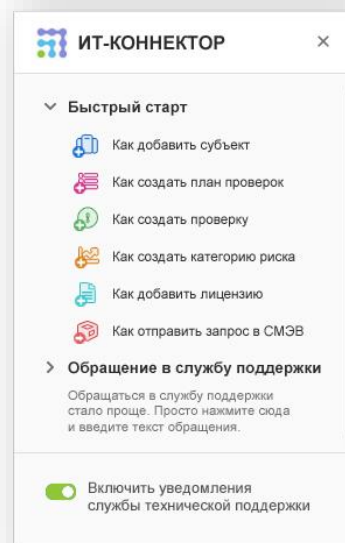 ИТ-КОННЕКТОР
Быстрый старт
Как добавить субъект
Как создать план проверок
Как создать проверку
Как создать категорию риска
Как добавить лицензию
Как отправить запрос в СМЭВ
Обращение в службу поддержки
Обращаться в службу поддержки
стало проще. Просто нажмите сюда
и введите текст обращения.
Включить уведомления
службы технической поддержки